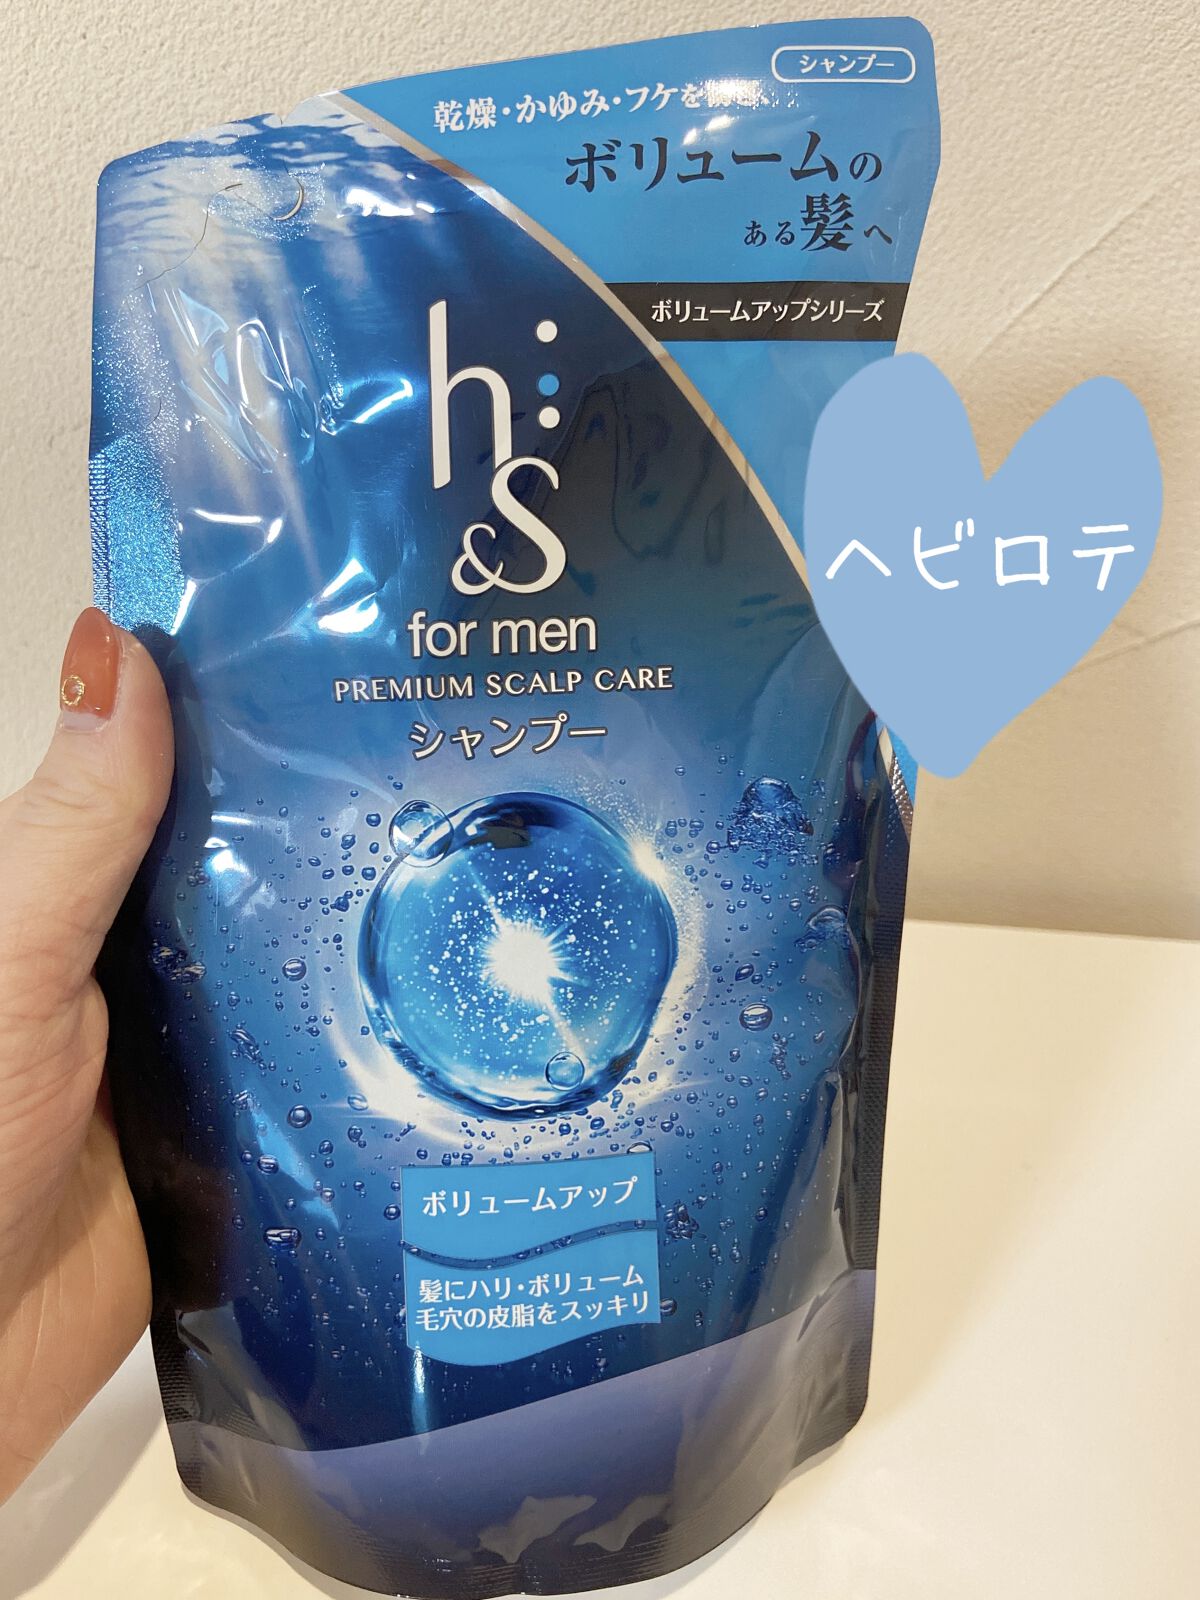 シャンプー
乾燥・かゆみ・フケを
ボリュームの
ある髪へ
ボリュームアップシリーズ
h&s
for men
PREMIUM SCALP CARE
シャンプー
ヘビロテ
ボリュームアップ
髪にハリ・ボリューム
毛穴の皮脂をスッキリ